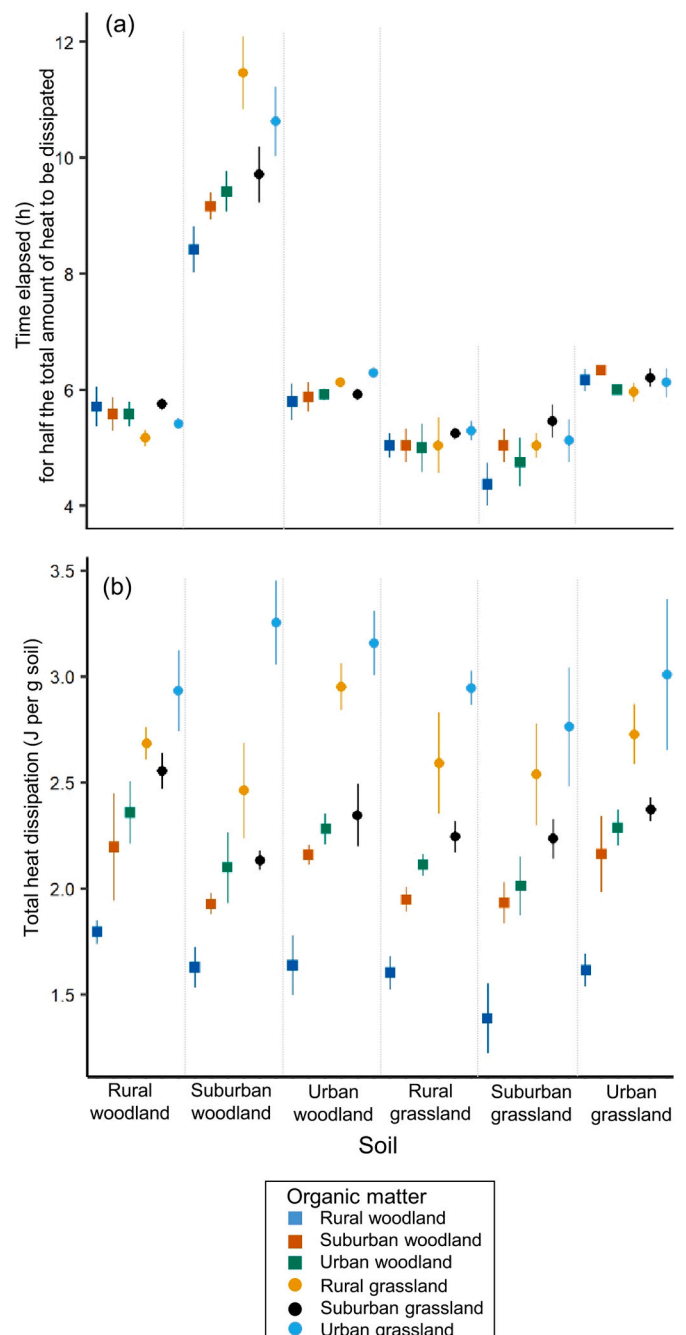 (a)
12
10
8
6
4
Time elapsed (h)
for half the total amount of heat to be dissipated
(b)
3.5
3.0
2.5
2.0
1.5
Total heat dissipation (J per g soil)
Rural Suburban Urban Rural Suburban Urban
woodland woodland woodland grassland grassland grassland
Soil
Organic matter
Rural woodland
Suburban woodland
Urban woodland
Rural grassland
Suburban grassland
Urban grassland